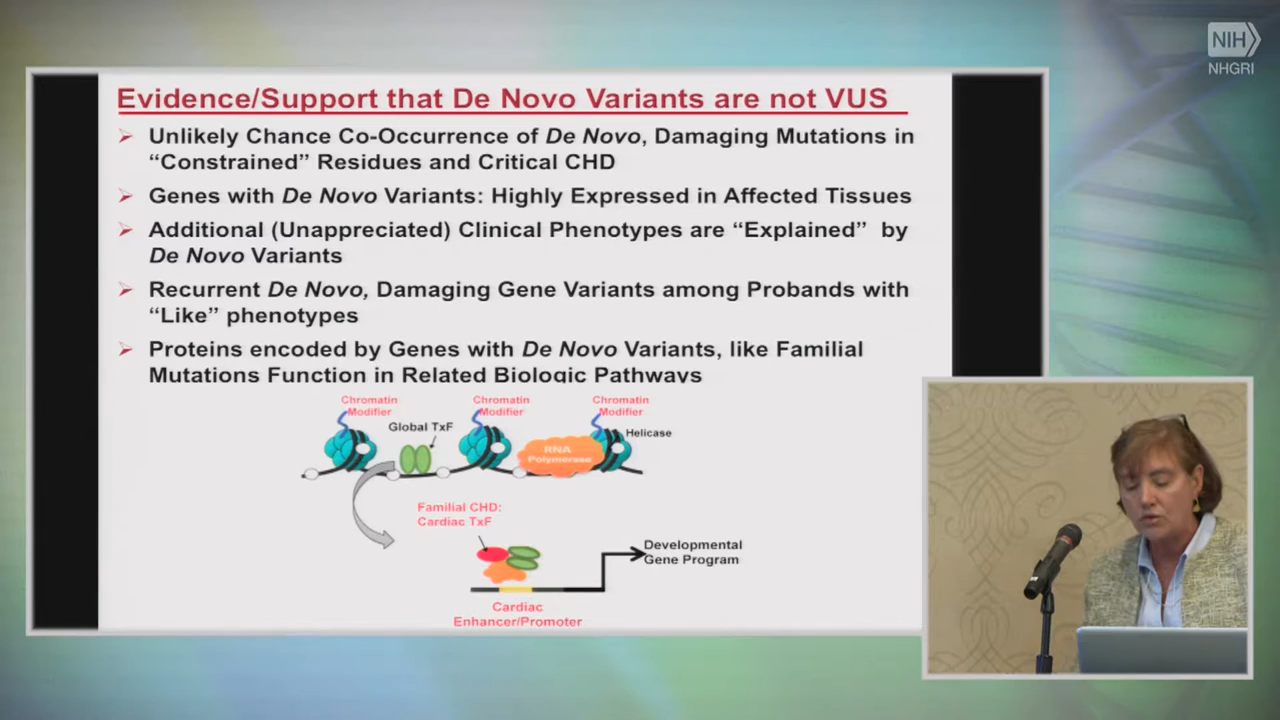 NIH
NHGRI
Evidence/Support that De Novo Variants are not VUS
Unlikely Chance Co-Occurrence of De Novo, Damaging Mutations in
“Constrained” Residues and Critical CHD
Genes with De Novo Variants: Highly Expressed in Affected Tissues
Additional (Unappreciated) Clinical Phenotypes are “Explained” by
De Novo Variants
Recurrent De Novo, Damaging Gene Variants among Probands with
“Like” phenotypes
Proteins encoded by Genes with De Novo Variants, like Familial
Mutations Function in Related Biologic Pathways
Chromatin
Modifier
Global TxF
Chromatin
Modifier
RNA
Polymerase
Chromatin
Modifier
Helicase
Familial CHD:
Cardiac TxF
Developmental
Gene Program
Cardiac
Enhancer/Promoter